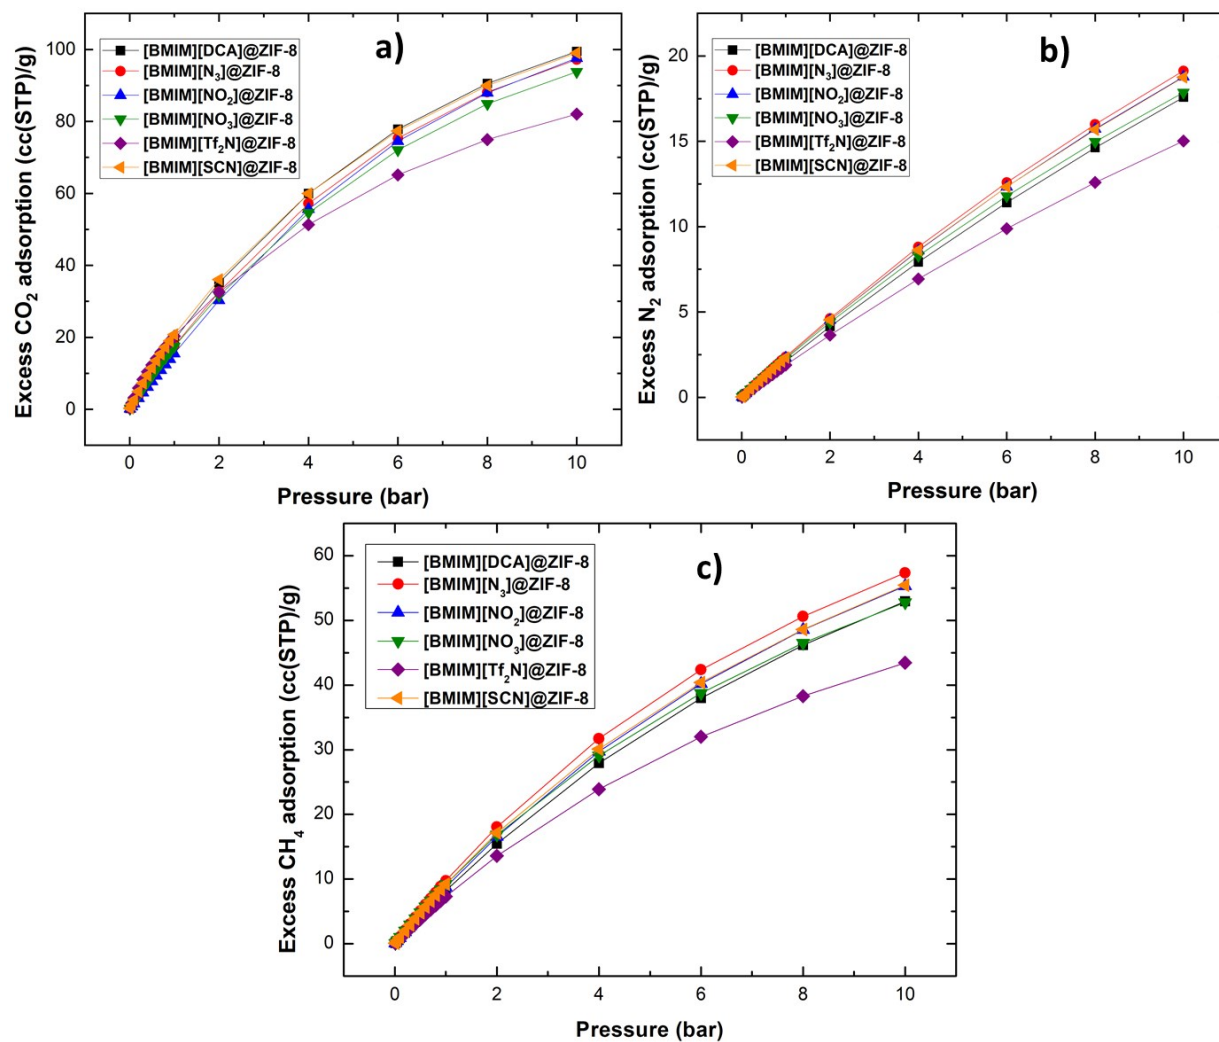 a)
[BMIM][DCA]@ZIF-8
[BMIM][N₃]@ZIF-8
[BMIM][NO₂]@ZIF-8
[BMIM][NO₃]@ZIF-8
[BMIM][Tf₂N]@ZIF-8
[BMIM][SCN]@ZIF-8
Excess CO₂ adsorption (cc(STP)/g)
100
80
60
40
20
0
0 2 4 6 8 10
Pressure (bar)
b)
[BMIM][DCA]@ZIF-8
[BMIM][N₃]@ZIF-8
[BMIM][NO₂]@ZIF-8
[BMIM][NO₃]@ZIF-8
[BMIM][Tf₂N]@ZIF-8
[BMIM][SCN]@ZIF-8
Excess N₂ adsorption (cc(STP)/g)
20
15
10
5
0
0 2 4 6 8 10
Pressure (bar)
c)
[BMIM][DCA]@ZIF-8
[BMIM][N₃]@ZIF-8
[BMIM][NO₂]@ZIF-8
[BMIM][NO₃]@ZIF-8
[BMIM][Tf₂N]@ZIF-8
[BMIM][SCN]@ZIF-8
Excess CH₄ adsorption (cc(STP)/g)
60
50
40
30
20
10
0
0 2 4 6 8 10
Pressure (bar)